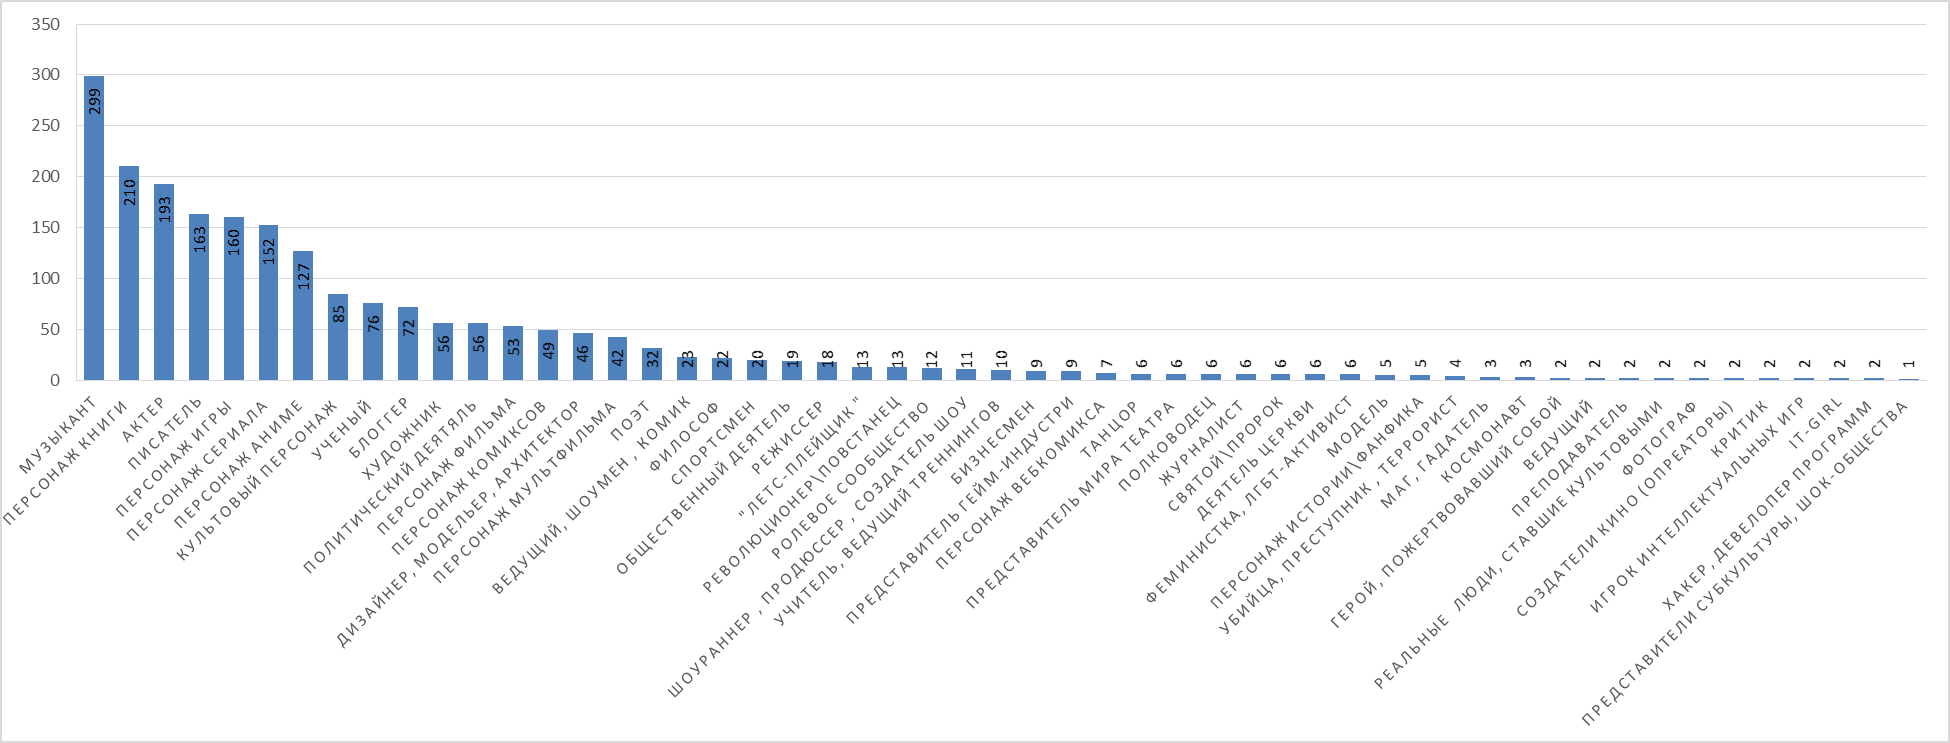 350
300
250
200
150
100
50
0
299
210
193
163
160
152
127
85
76
72
56
56
53
49
46
42
32
23
22
20
19
18
13
13
12
11
10
9
9
7
6
6
6
6
6
6
6
5
5
4
3
3
2
2
2
2
2
2
2
2
2
2
1
МУЗЫКАНТ
ПЕРСОНАЖ КНИГИ
АКТЕР
ПИСАТЕЛЬ
ПЕРСОНАЖ ИГРЫ
ПЕРСОНАЖ СЕРИАЛА
ПЕРСОНАЖ АНИМЕ
КУЛЬТОВЫЙ ПЕРСОНАЖ
УЧЕНЫЙ
БЛОГГЕР
ХУДОЖНИК
ПОЛИТИЧЕСКИЙ ДЕЯТЯЛЬ
ПЕРСОНАЖ ФИЛЬМА
ПЕРСОНАЖ КОМИКСОВ
ДИЗАЙНЕР, МОДЕЛЬЕР, АРХИТЕКТОР
ПЕРСОНАЖ МУЛЬТФИЛЬМА
ПОЭТ
ВЕДУЩИЙ, ШОУМЕН , КОМИК
ФИЛОСОФ
СПОРТСМЕН
ОБЩЕСТВЕННЫЙ ДЕЯТЕЛЬ
РЕЖИССЕР
"ЛЕТС-ПЛЕЙЩИК"
РЕВОЛЮЦИОНЕР\ПОВСТАНЕЦ
РОЛЕВОЕ СООБЩЕСТВО
ШОУРАННЕР , ПРОДЮССЕР , СОЗДАТЕЛЬ ШОУ
УЧИТЕЛЬ, ВЕДУЩИЙ ТРЕННИНГОВ
БИЗНЕСМЕН
ПРЕДСТАВИТЕЛЬ ГЕЙМ-ИНДУСТРИ
ПЕРСОНАЖ ВЕБКОМИКСА
ТАНЦОР
ПРЕДСТАВИТЕЛЬ МИРА ТЕАТРА
ПОЛКОВОДЕЦ
ЖУРНАЛИСТ
СВЯТОЙ\ПРОРОК
ДЕЯТЕЛЬ ЦЕРКВИ
ФЕМИНИСТКА, ЛГБТ-АКТИВИСТ
МОДЕЛЬ
ПЕРСОНАЖ ИСТОРИИ\ФАНФИКА
УБИЙЦА, ПРЕСТУПНИК , ТЕРРОРИСТ
МАГ, ГАДАТЕЛЬ
КОСМОНАВТ
ГЕРОЙ, ПОЖЕРТВОВАВШИЙ СОБОЙ
ВЕДУЩИЙ
ПРЕПОДАВАТЕЛЬ
РЕАЛЬНЫЕ ЛЮДИ, СТАВШИЕ КУЛЬТОВЫМИ
ФОТОГРАФ
СОЗДАТЕЛИ КИНО (ОПРЕАТОРЫ)
КРИТИК
ИГРОК ИНТЕЛЛЕКТУАЛЬНЫХ ИГР
IT-GIRL
ХАКЕР, ДЕВЕЛОПЕР ПРОГРАММ
ПРЕДСТАВИТЕЛИ СУБКУЛЬТУРЫ, ШОК-ОБЩЕСТВА